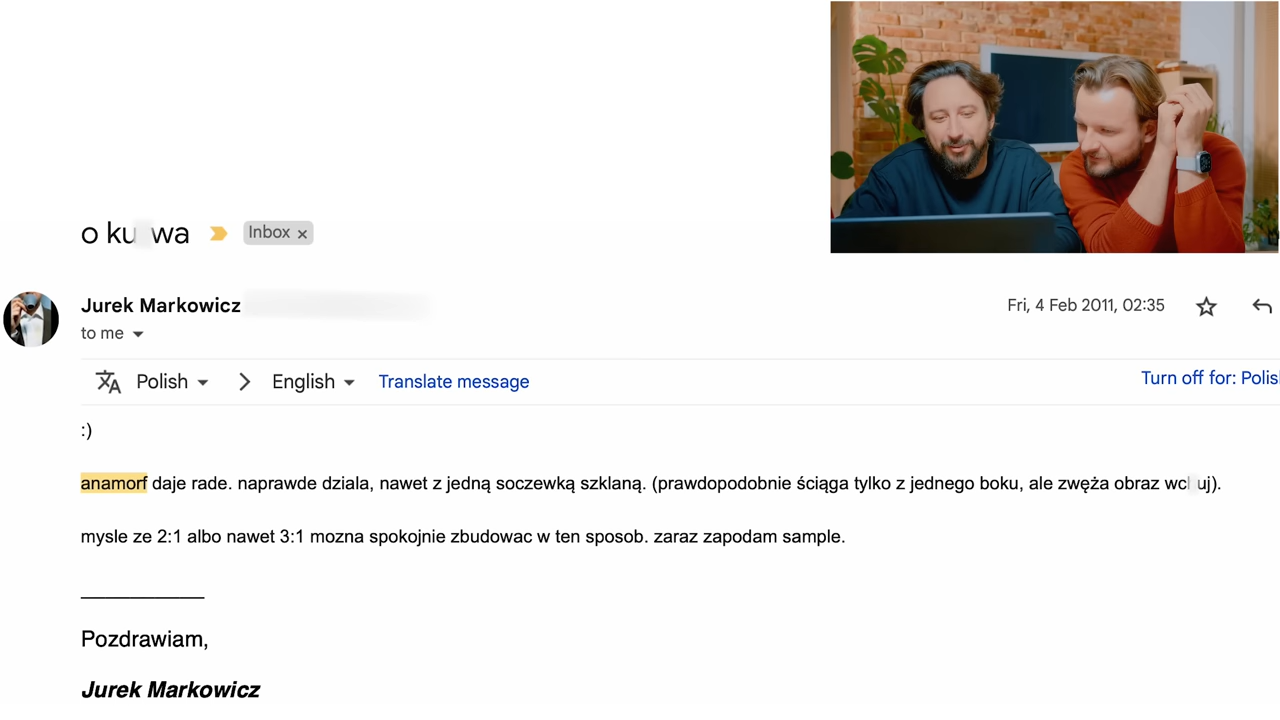 o ku wa
Inbox ×
Jurek Markowicz
Fri, 4 Feb 2011, 02:35
to me
Polish > English Translate message
Turn off for: Polis
:)
anamorf daje rade. naprawde dziala, nawet z jedną soczewką szklaną. (prawdopodobnie ściąga tylko z jednego boku, ale zwęża obraz wc uj).
mysle ze 2:1 albo nawet 3:1 mozna spokojnie zbudowac w ten sposob. zaraz zapodam sample.
Pozdrawiam,
Jurek Markowicz